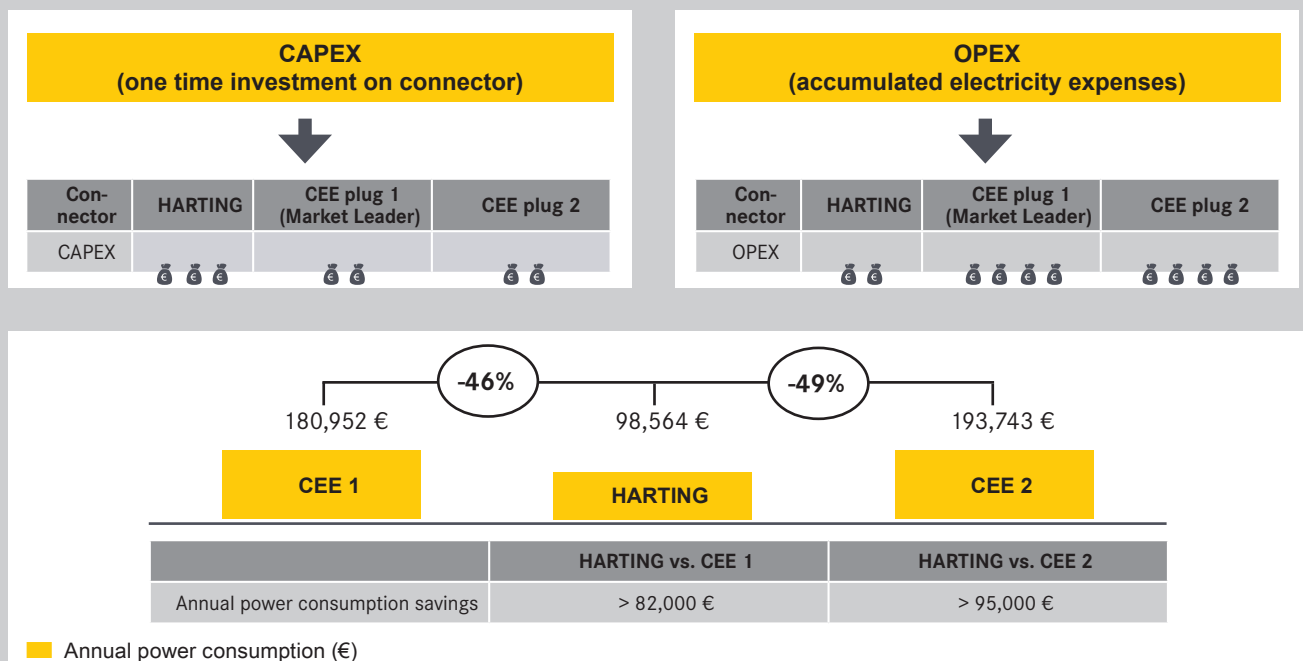 CAPEX
(one time investment on connector)
Con-
nector
HARTING
CEE plug 1
(Market Leader)
CEE plug 2
CAPEX
€ € €
€ €
€ €
OPEX
(accumulated electricity expenses)
Con-
nector
HARTING
CEE plug 1
(Market Leader)
CEE plug 2
OPEX
€ €
€ € € €
€ € € €
-46%
-49%
180,952 €
98,564 €
193,743 €
CEE 1
HARTING
CEE 2
HARTING vs. CEE 1
HARTING vs. CEE 2
Annual power consumption savings
> 82,000 €
> 95,000 €
Annual power consumption (€)